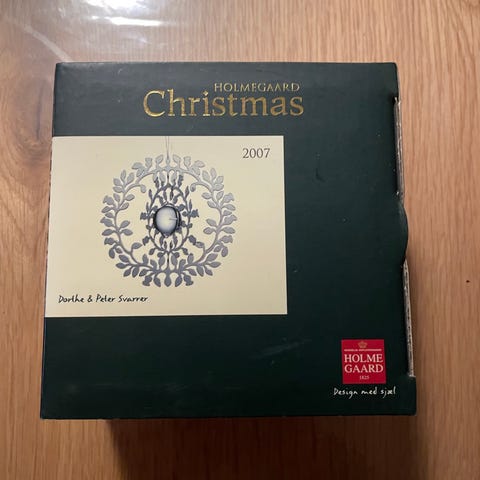 HOLMEGAARD
Christmas
2007
Dorthe & Peter Svarrer
HOLME
GAARD
1825
Design med sjæl